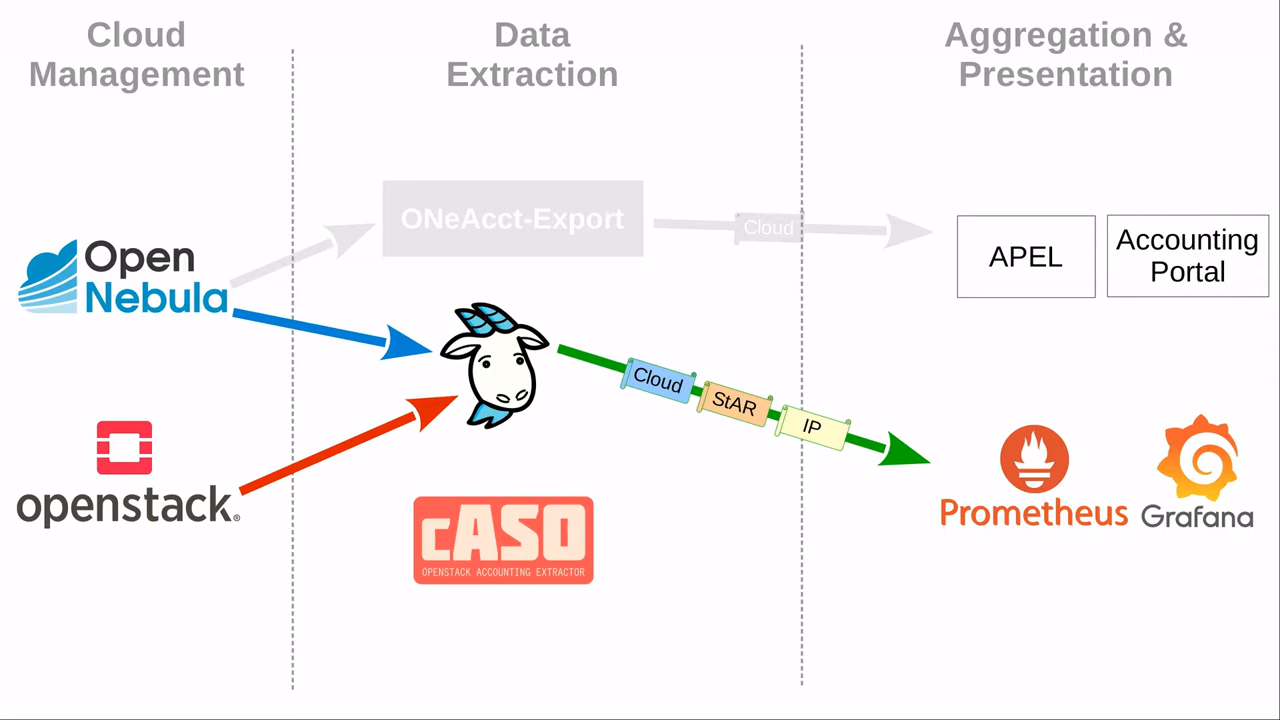 Cloud
Management
Data
Extraction
Aggregation &
Presentation
ONeAcct-Export
Cloud
APEL
Accounting
Portal
Open
Nebula
Cloud
StAR
IP
openstack.®
Prometheus
Grafana
cASO
OPENSTACK ACCOUNTING EXTRACTOR